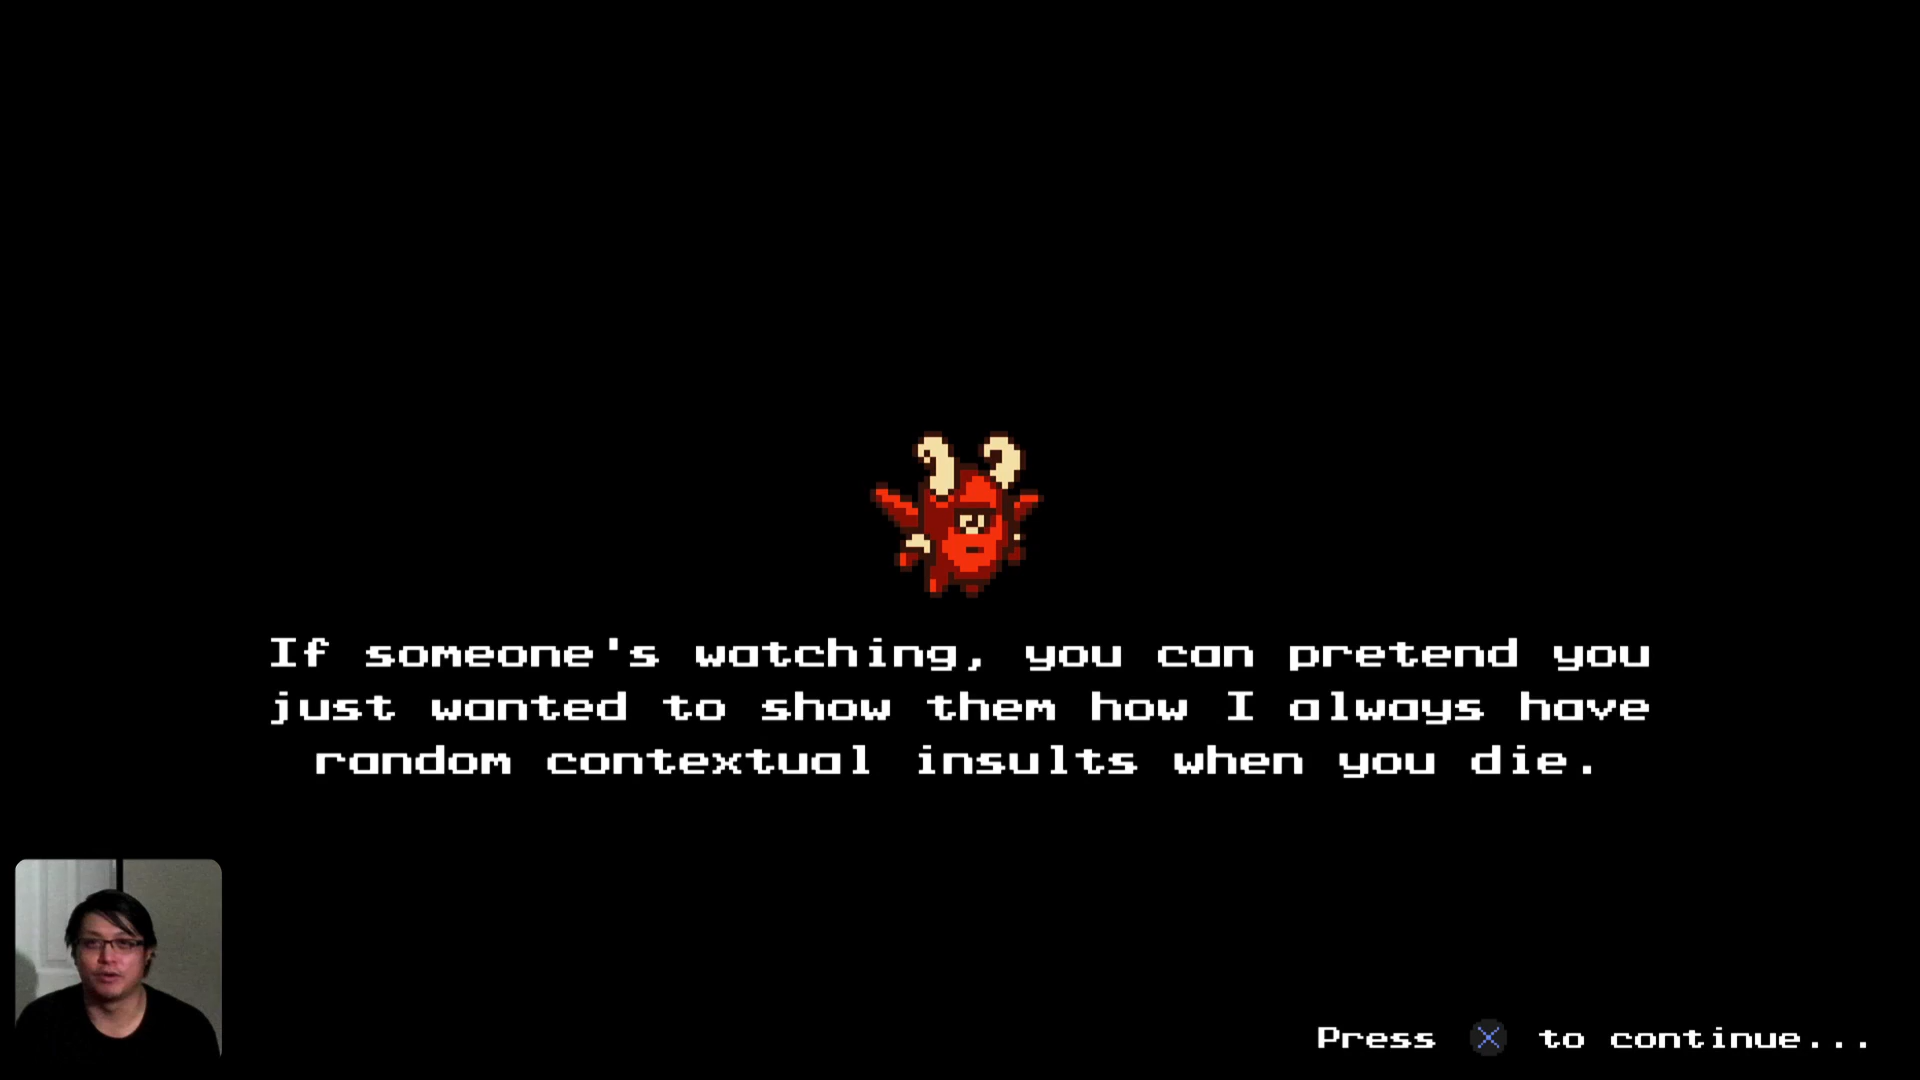 If someone's watching, you can pretend you
just wanted to show them how I always have
random contextual insults when you die.
Press X to continue...